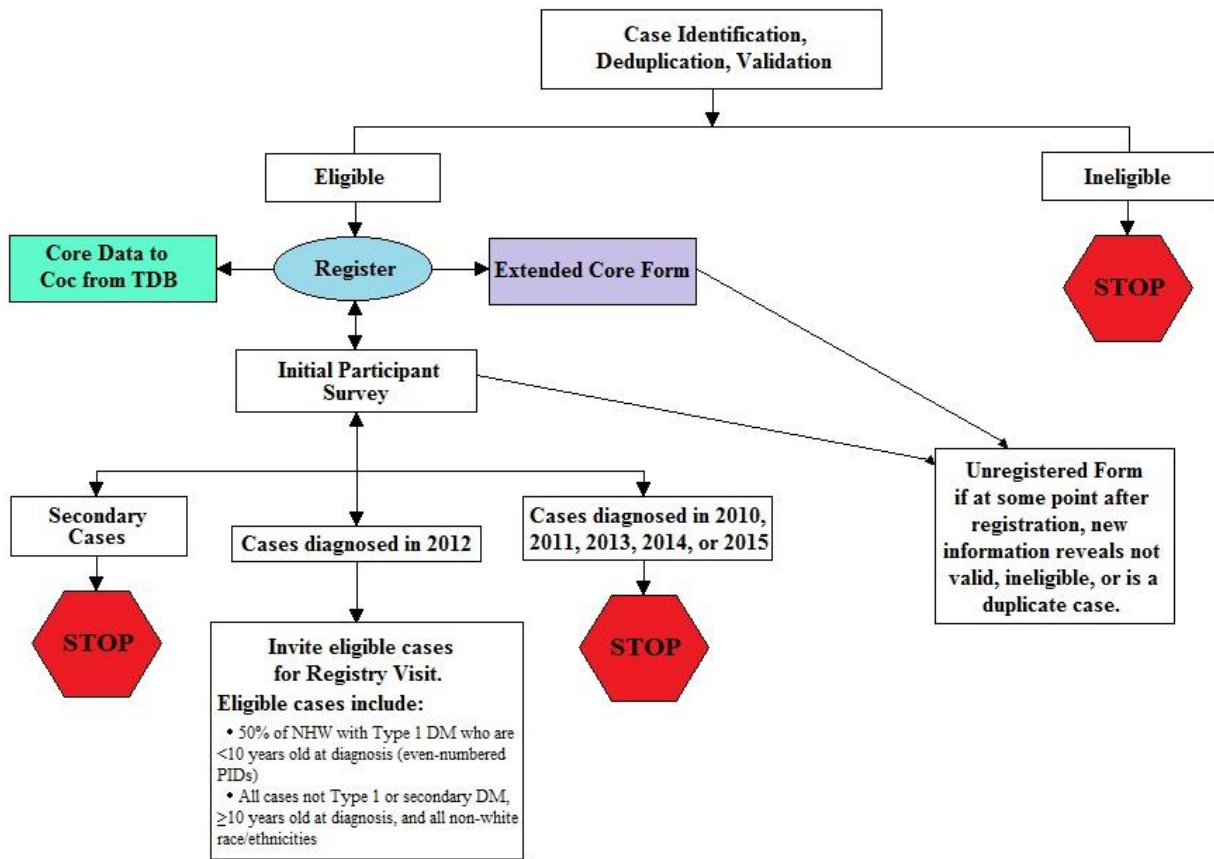 Case Identification,
Deduplication, Validation
Eligible
Ineligible
Core Data to
Coc from TDB
Register
Extended Core Form
STOP
Initial Participant
Survey
Unregistered Form
if at some point after
registration, new
information reveals not
valid, ineligible, or is a
duplicate case.
Secondary
Cases
Cases diagnosed in 2012
Cases diagnosed in 2010,
2011, 2013, 2014, or 2015
STOP
Invite eligible cases
for Registry Visit.
Eligible cases include:
• 50% of NHW with Type 1 DM who are
<10 years old at diagnosis (even-numbered
PIDs)
• All cases not Type 1 or secondary DM,
≥10 years old at diagnosis, and all non-white
race/ethnicities
STOP